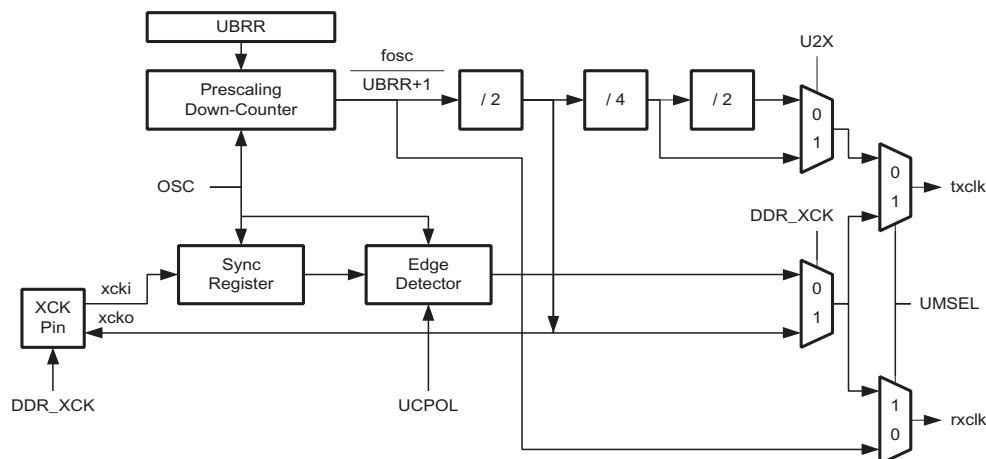 UBRR
U2X
fosc
UBRR+1
Prescaling
Down-Counter
/ 2
/ 4
/ 2
0
1
OSC
0
1
txclk
DDR_XCK
Sync
Register
Edge
Detector
0
1
xcki
xcko
XCK
Pin
UMSEL
DDR_XCK
UCPOL
1
0
rxclk